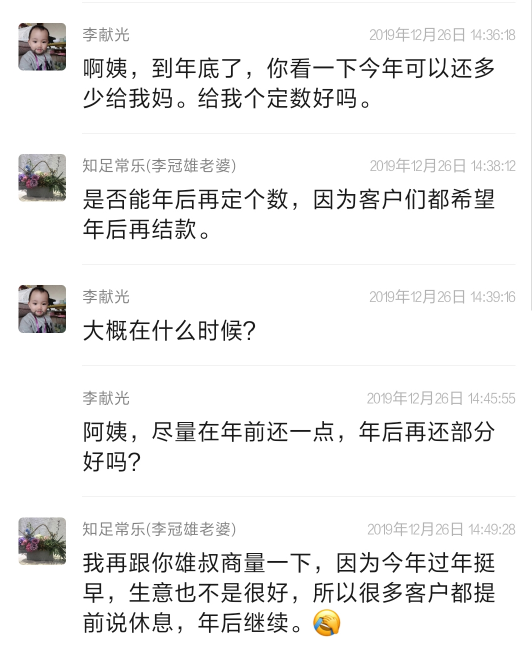 李献光 2019年12月26日 14:36:18
啊姨，到年底了，你看一下今年可以还多
少给我妈。给我个定数好吗。
知足常乐(李冠雄老婆) 2019年12月26日 14:38:12
是否能年后再定个数，因为客户们都希望
年后再结款。
李献光 2019年12月26日 14:39:16
大概在什么时候？
李献光 2019年12月26日 14:45:55
阿姨，尽量在年前还一点，年后再还部分
好吗？
知足常乐(李冠雄老婆) 2019年12月26日 14:49:28
我再跟你雄叔商量一下，因为今年过年挺
早，生意也不是很好，所以很多客户都提
前说休息，年后继续。🤣